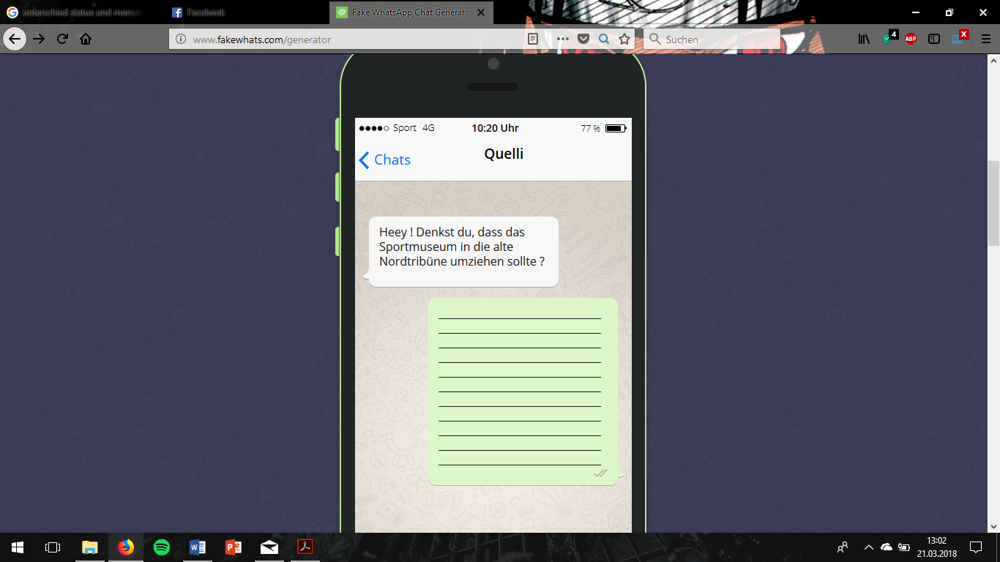 unterschied statue und monun
Facebook
Fake WhatsApp Chat Generato
www.fakewhats.com/generator
Suchen
4
ABP
X
Sport 4G
10:20 Uhr
77 %
Chats
Quelli
Heey ! Denkst du, dass das
Sportmuseum in die alte
Nordtribüne umziehen sollte ?
13:02
21.03.2018